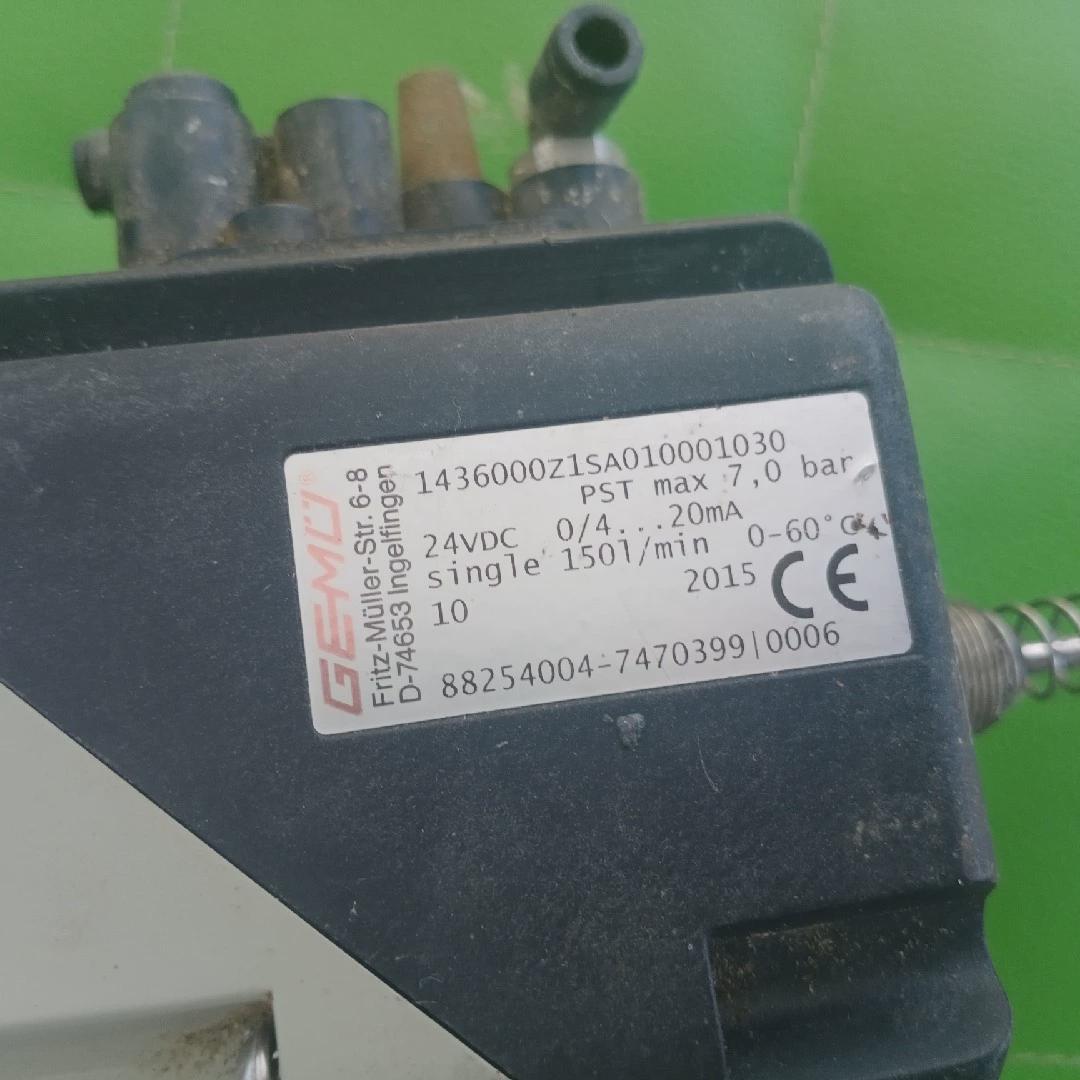 GEMÜ®
Fritz-Müller-Str. 6-8
D-74653 Ingelfingen
1436000Z1SA010001030
PST max 7,0 bar
24VDC 0/4...20mA
single 150l/min 0-60°C
10 2015 CE
88254004-7470399|0006